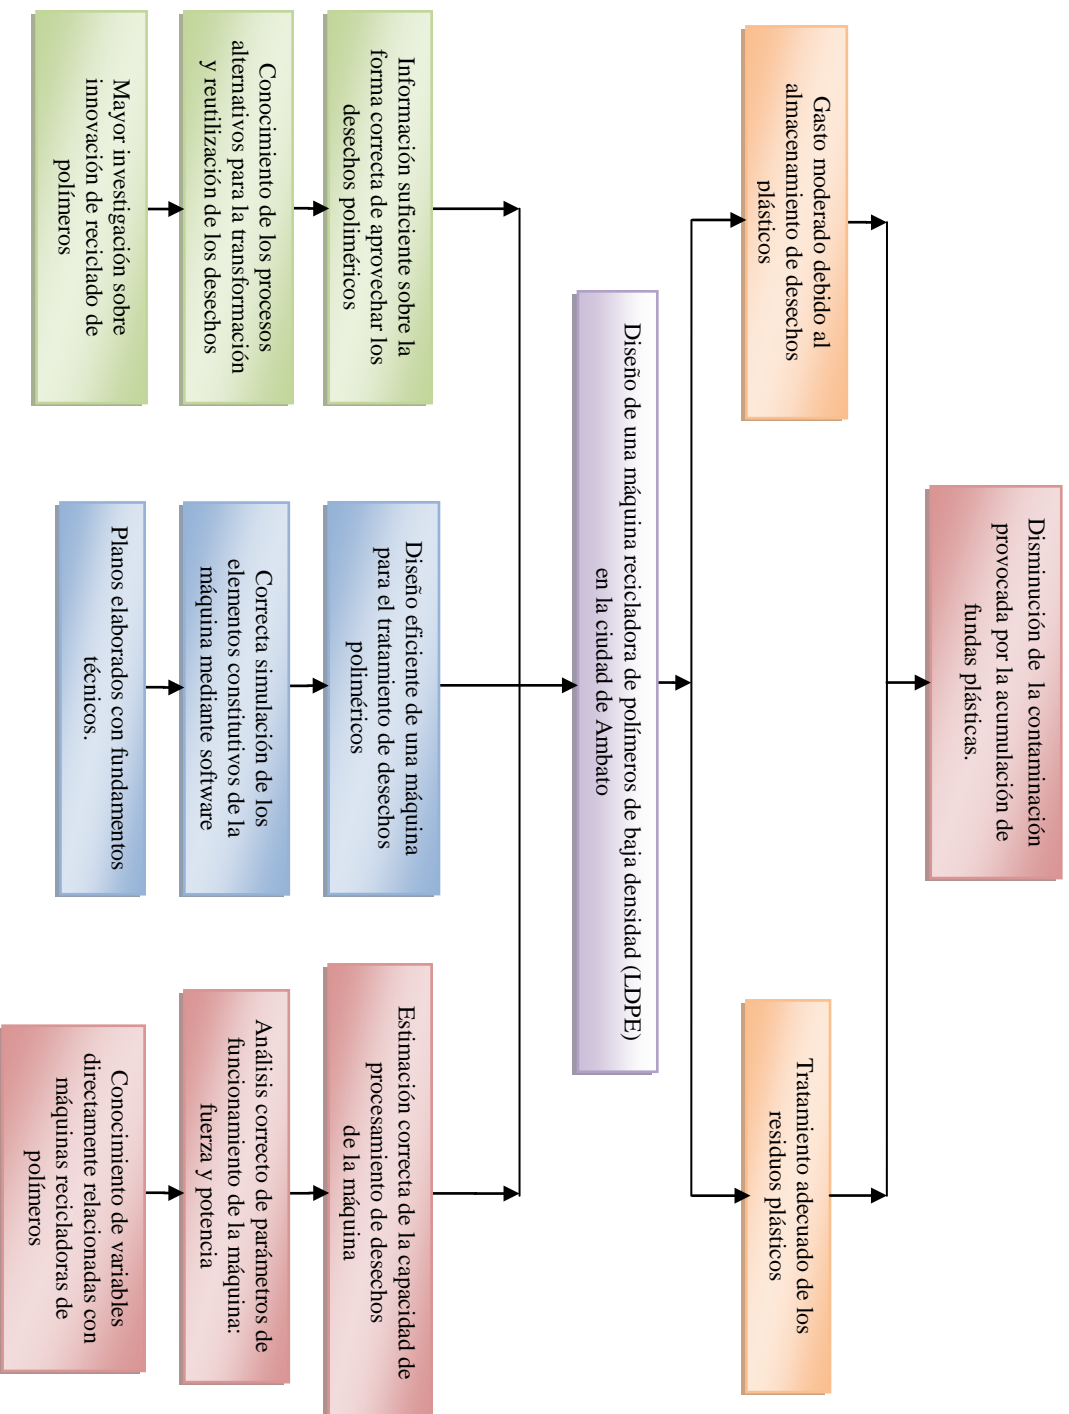 Disminución de la contaminación
provocada por la acumulación de
fundas plásticas.
Gasto moderado debido al
almacenamiento de desechos
plásticos
Tratamiento adecuado de los
residuos plásticos
Diseño de una máquina recicladora de polímeros de baja densidad (LDPE)
en la ciudad de Ambato
Información suficiente sobre la
forma correcta de aprovechar los
desechos poliméricos
Diseño eficiente de una máquina
para el tratamiento de desechos
poliméricos
Estimación correcta de la capacidad de
procesamiento de desechos
de la máquina
Conocimiento de los procesos
alternativos para la transformación
y reutilización de los desechos
Correcta simulación de los
elementos constitutivos de la
máquina mediante software
Análisis correcto de parámetros de
funcionamiento de la máquina:
fuerza y potencia
Mayor investigación sobre
innovación de reciclado de
polímeros
Planos elaborados con fundamentos
técnicos.
Conocimiento de variables
directamente relacionadas con
máquinas recicladoras de
polímeros